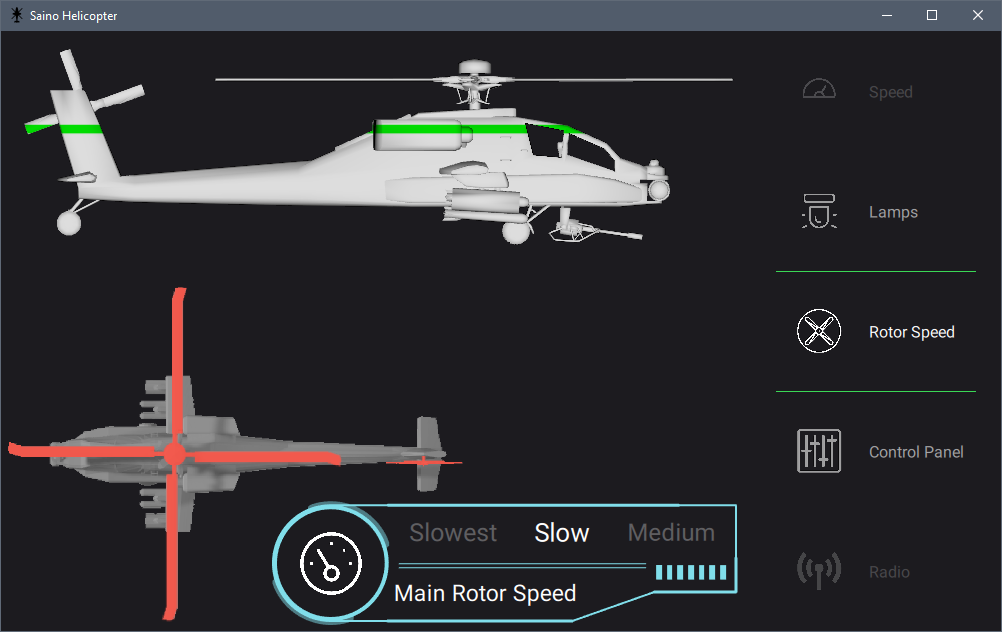 Saino Helicopter
Speed
Lamps
Rotor Speed
Control Panel
Radio
Slowest Slow Medium
Main Rotor Speed